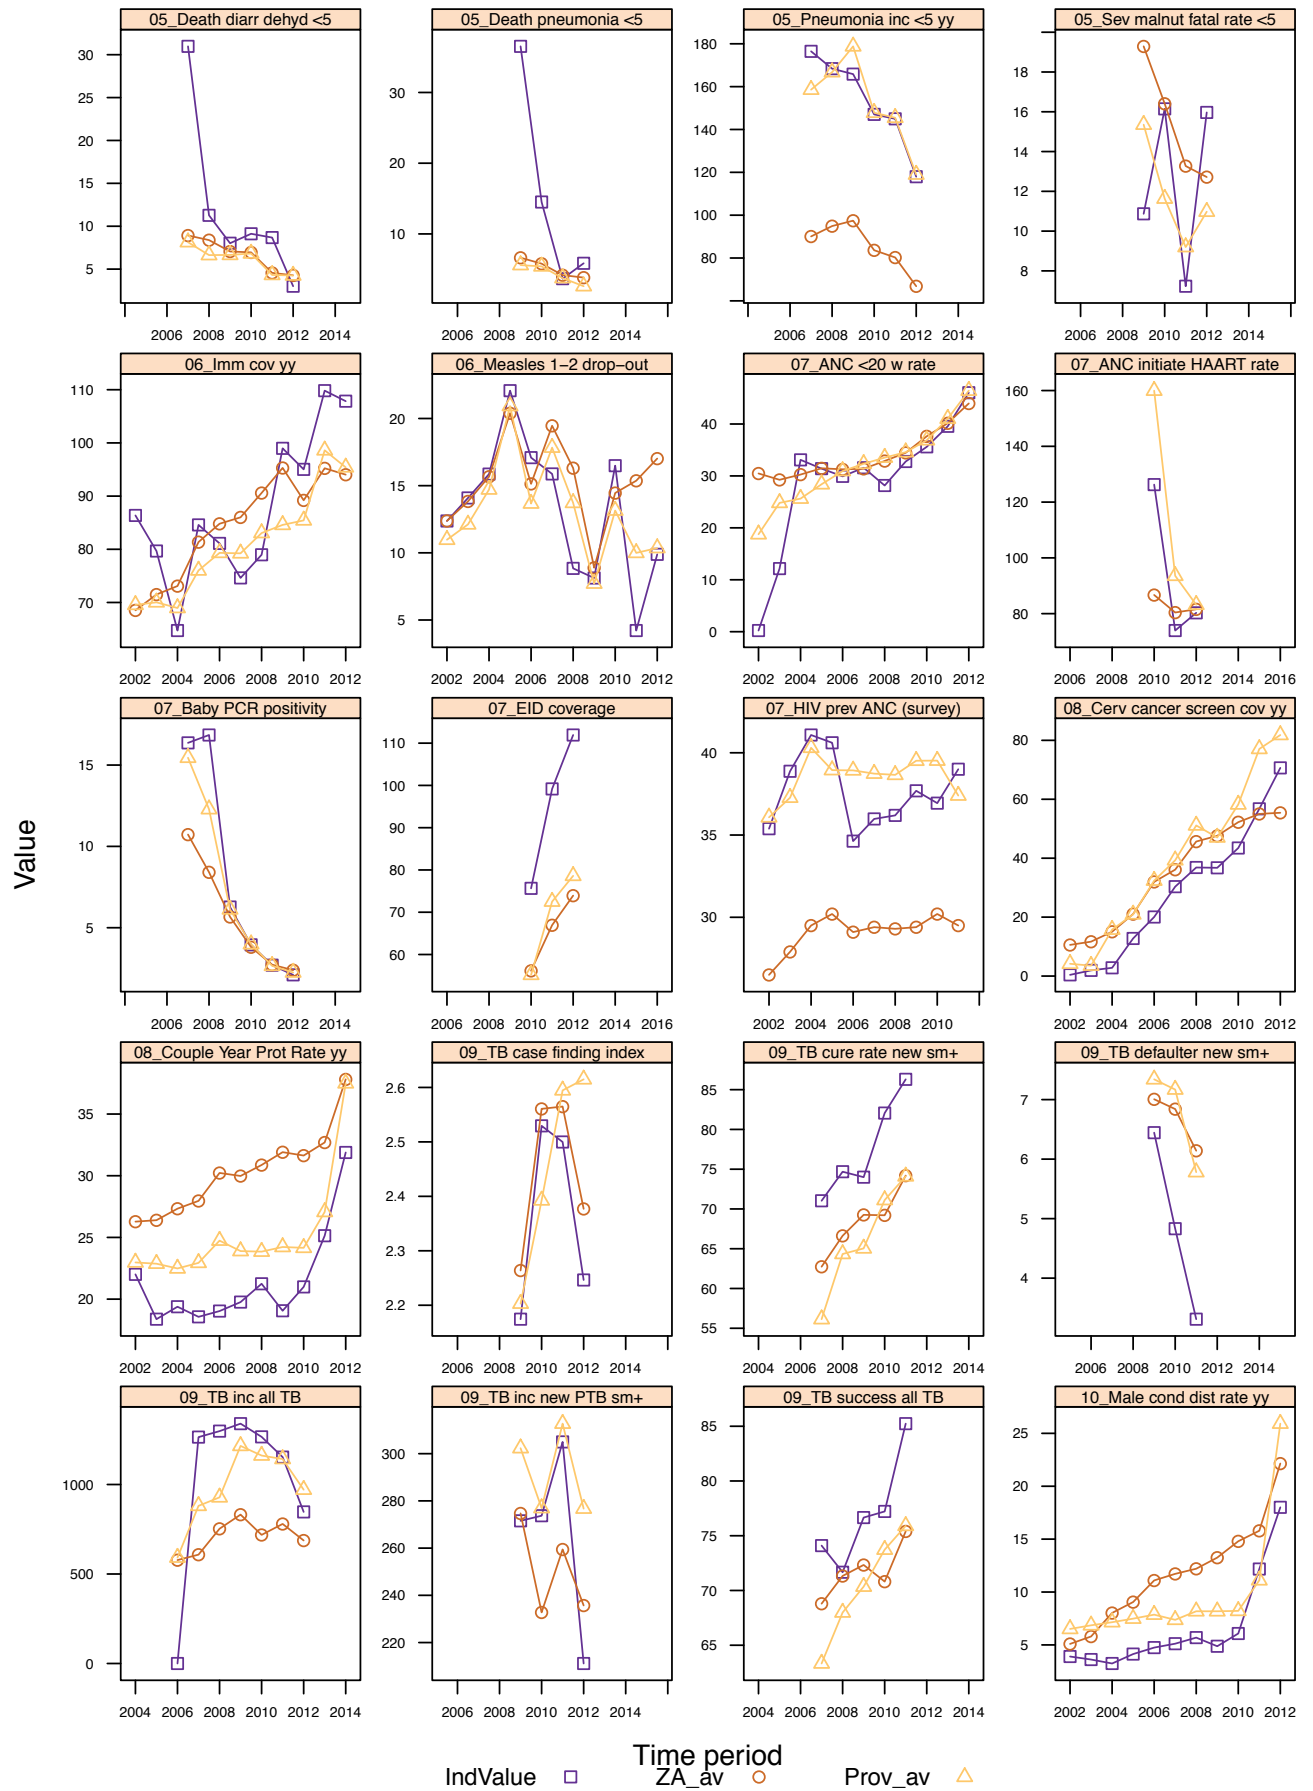 05_Death diarr dehyd <5 05_Death pneumonia <5 05_Pneumonia inc <5 yy 05_Sev malnut fatal rate <5
30 25 20 15 10 5
30 20 10
180 160 140 120 100 80
18 16 14 12 10 8
2006 2008 2010 2012 2014 2006 2008 2010 2012 2014 2006 2008 2010 2012 2014 2006 2008 2010 2012 2014
06_Imm cov yy 06_Measles 1−2 drop−out 07_ANC <20 w rate 07_ANC initiate HAART rate
110 100 90 80 70
20 15 10 5
40 30 20 10 0
160 140 120 100 80
2002 2004 2006 2008 2010 2012 2002 2004 2006 2008 2010 2012 2002 2004 2006 2008 2010 2012 2006 2008 2010 2012 2014 2016
07_Baby PCR positivity 07_EID coverage 07_HIV prev ANC (survey) 08_Cerv cancer screen cov yy
15 10 5
110 100 90 80 70 60
40 35 30
80 60 40 20 0
2006 2008 2010 2012 2014 2006 2008 2010 2012 2014 2016 2002 2004 2006 2008 2010 2002 2004 2006 2008 2010 2012
Value
08_Couple Year Prot Rate yy 09_TB case finding index 09_TB cure rate new sm+ 09_TB defaulter new sm+
35 30 25 20
2.6 2.5 2.4 2.3 2.2
85 80 75 70 65 60 55
7 6 5 4
2002 2004 2006 2008 2010 2012 2006 2008 2010 2012 2014 2004 2006 2008 2010 2012 2014 2006 2008 2010 2012 2014
09_TB inc all TB 09_TB inc new PTB sm+ 09_TB success all TB 10_Male cond dist rate yy
1000 500 0
300 280 260 240 220
85 80 75 70 65
25 20 15 10 5
2004 2006 2008 2010 2012 2014 2006 2008 2010 2012 2014 2004 2006 2008 2010 2012 2014 2002 2004 2006 2008 2010 2012
Time period
IndValue ZA_av Prov_av